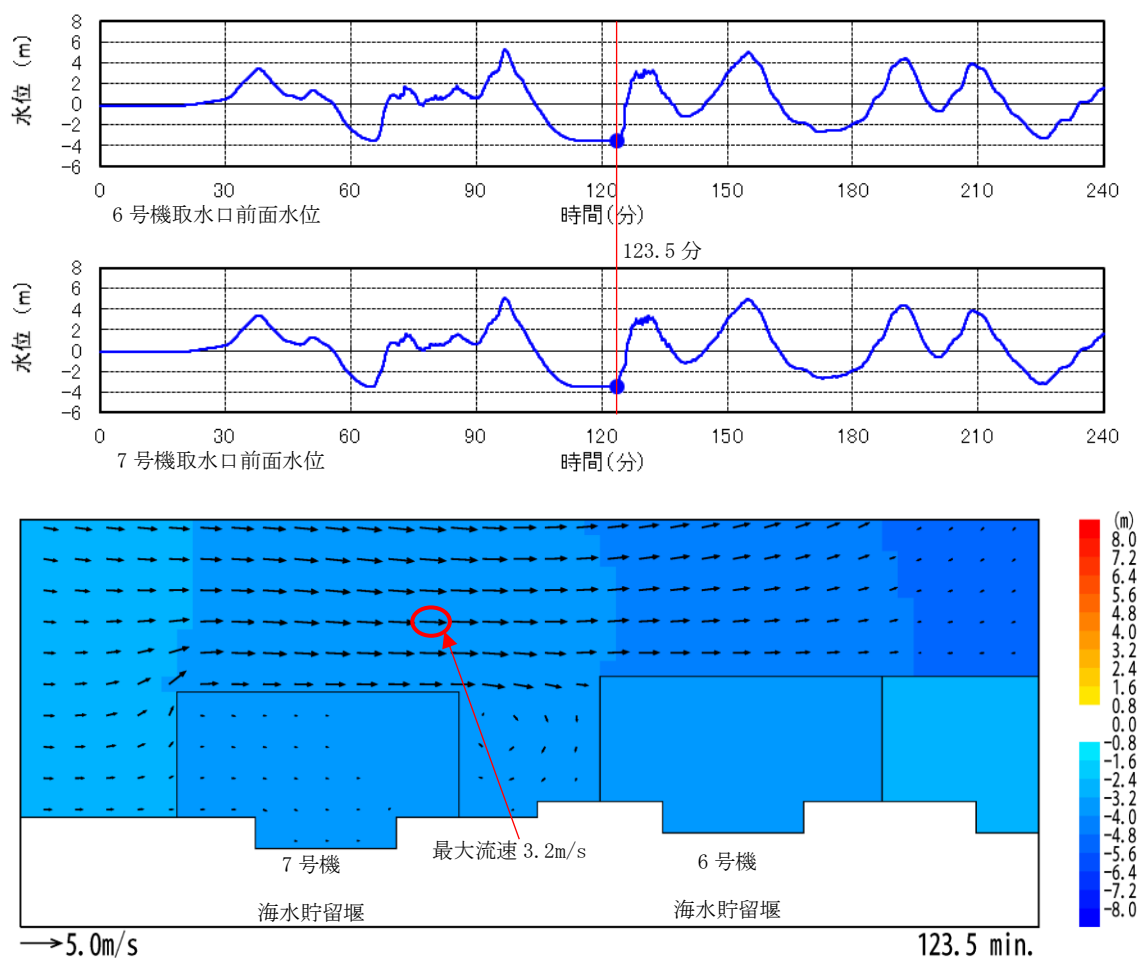 水位 (m)
8
6
4
2
0
-2
-4
-6
0 30 60 90 120 150 180 210 240
6 号機取水口前面水位
時間(分)
123.5 分
水位 (m)
8
6
4
2
0
-2
-4
-6
0 30 60 90 120 150 180 210 240
7 号機取水口前面水位
時間(分)
(m)
8.0
7.2
6.4
5.6
4.8
4.0
3.2
2.4
1.6
0.8
0.0
-0.8
-1.6
-2.4
-3.2
-4.0
-4.8
-5.6
-6.4
-7.2
-8.0
最大流速 3.2m/s
7 号機
6 号機
海水貯留堰
海水貯留堰
5.0m/s
123.5 min.